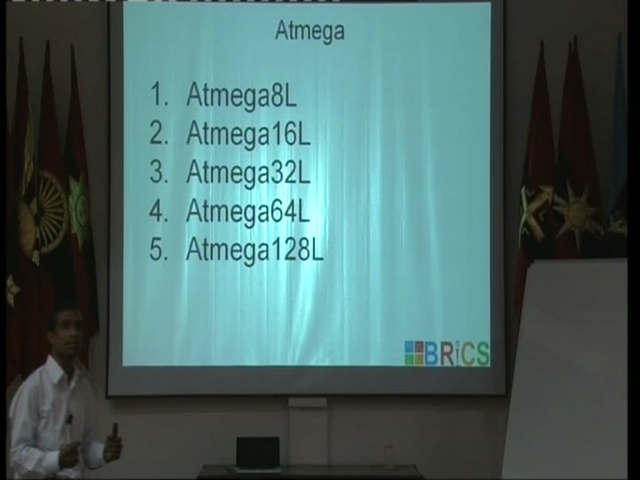 Atmega
1. Atmega8L
2. Atmega16L
3. Atmega32L
4. Atmega64L
5. Atmega128L
BRiCS